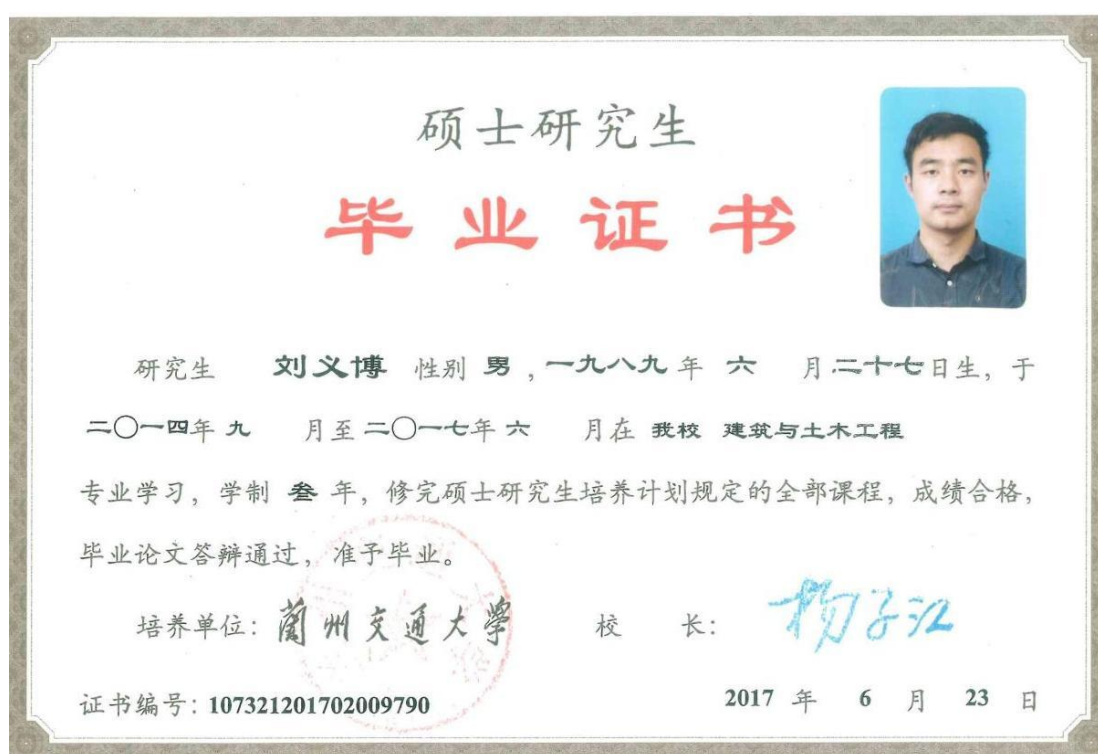 硕士研究生
毕业证书
研究生 刘义博 性别 男，一九八九年 六 月二十七日生，于
二〇一四年 九 月至二〇一七年 六 月在 我校 建筑与土木工程
专业学习，学制 叁 年，修完硕士研究生培养计划规定的全部课程，成绩合格，
毕业论文答辩通过，准予毕业。
培养单位：蘭州交通大學 校 长：杨子江
证书编号：107321201702009790 2017 年 6 月 23 日